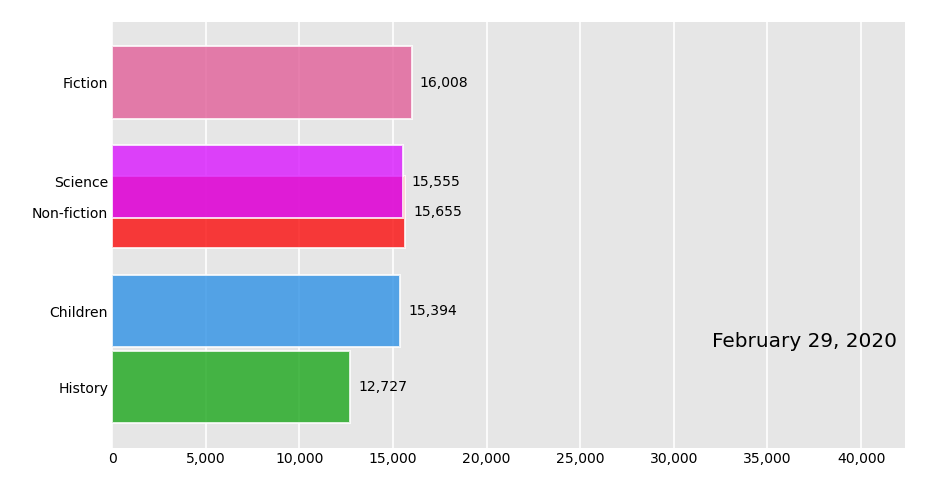 Fiction 16,008
Science 15,555
Non-fiction 15,655
Children 15,394
February 29, 2020
History 12,727
0 5,000 10,000 15,000 20,000 25,000 30,000 35,000 40,000